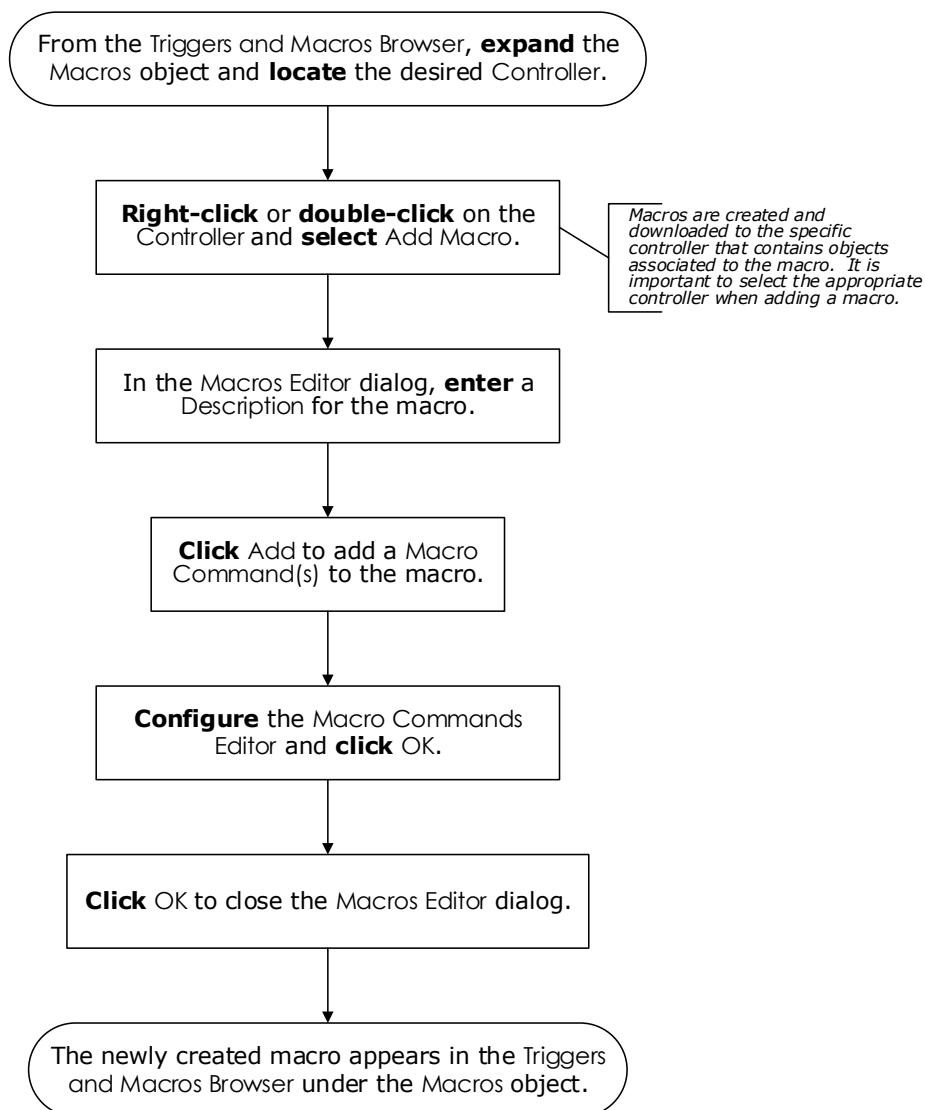 From the Triggers and Macros Browser, expand the
Macros object and locate the desired Controller.
Right-click or double-click on the
Controller and select Add Macro.
Macros are created and
downloaded to the specific
controller that contains objects
associated to the macro.  It is
important to select the appropriate
controller when adding a macro.
In the Macros Editor dialog, enter a
Description for the macro.
Click Add to add a Macro
Command(s) to the macro.
Configure the Macro Commands
Editor and click OK.
Click OK to close the Macros Editor dialog.
The newly created macro appears in the Triggers
and Macros Browser under the Macros object.